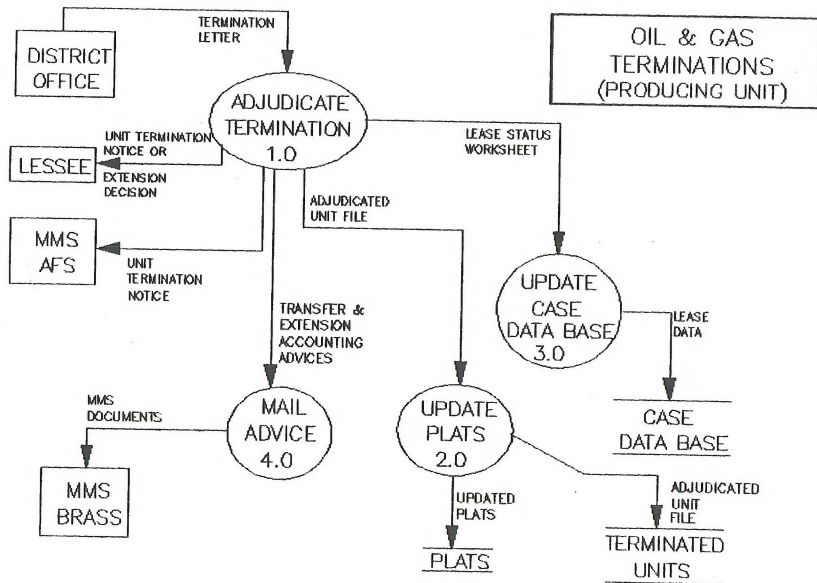 TERMINATION
LETTER
DISTRICT
OFFICE
OIL & GAS
TERMINATIONS
(PRODUCING UNIT)
ADJUDICATE
TERMINATION
1.0
UNIT TERMINATION
NOTICE OR
EXTENSION
DECISION
LESSEE
LEASE STATUS
WORKSHEET
ADJUDICATED
UNIT FILE
MMS
AFS
UNIT
TERMINATION
NOTICE
UPDATE
CASE
DATA BASE
3.0
LEASE
DATA
TRANSFER &
EXTENSION
ACCOUNTING
ADVICES
MMS
DOCUMENTS
MAIL
ADVICE
4.0
UPDATE
PLATS
2.0
CASE
DATA BASE
MMS
BRASS
UPDATED
PLATS
ADJUDICATED
UNIT
FILE
PLATS
TERMINATED
UNITS